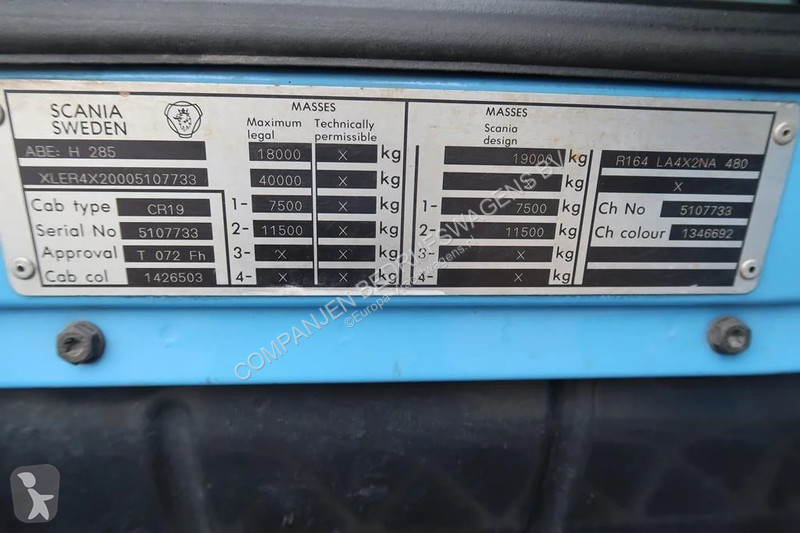 SCANIA
SWEDEN
MASSES
Maximum legal
Technically permissible
MASSES
Scania design
ABE: H 285
18000 X kg
19000 kg
R164 LA4X2NA 480
XLER4X20005107733
40000 X kg
X kg
X
Cab type CR19
1- 7500 X kg
1- 7500 kg
Ch No 5107733
Serial No 5107733
2- 11500 X kg
2- 11500 kg
Ch colour 1346692
Approval T 072 Fh
3- X X kg
3- X kg
Cab col 1426503
4- X X kg
4- X kg
COMPANJEN BEDRIJFSWAGENS BV